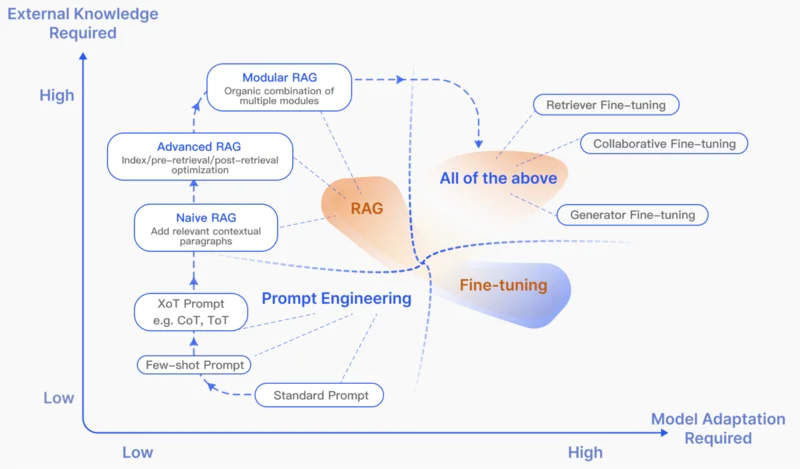 External Knowledge
Required
High
Modular RAG
Organic combination of
multiple modules
Retriever Fine-tuning
Collaborative Fine-tuning
Advanced RAG
Index/pre-retrieval/post-retrieval
optimization
All of the above
RAG
Naive RAG
Add relevant contextual
paragraphs
Generator Fine-tuning
Fine-tuning
Prompt Engineering
XoT Prompt
e.g. CoT, ToT
Few-shot Prompt
Standard Prompt
Low
Model Adaptation
Required
Low
High